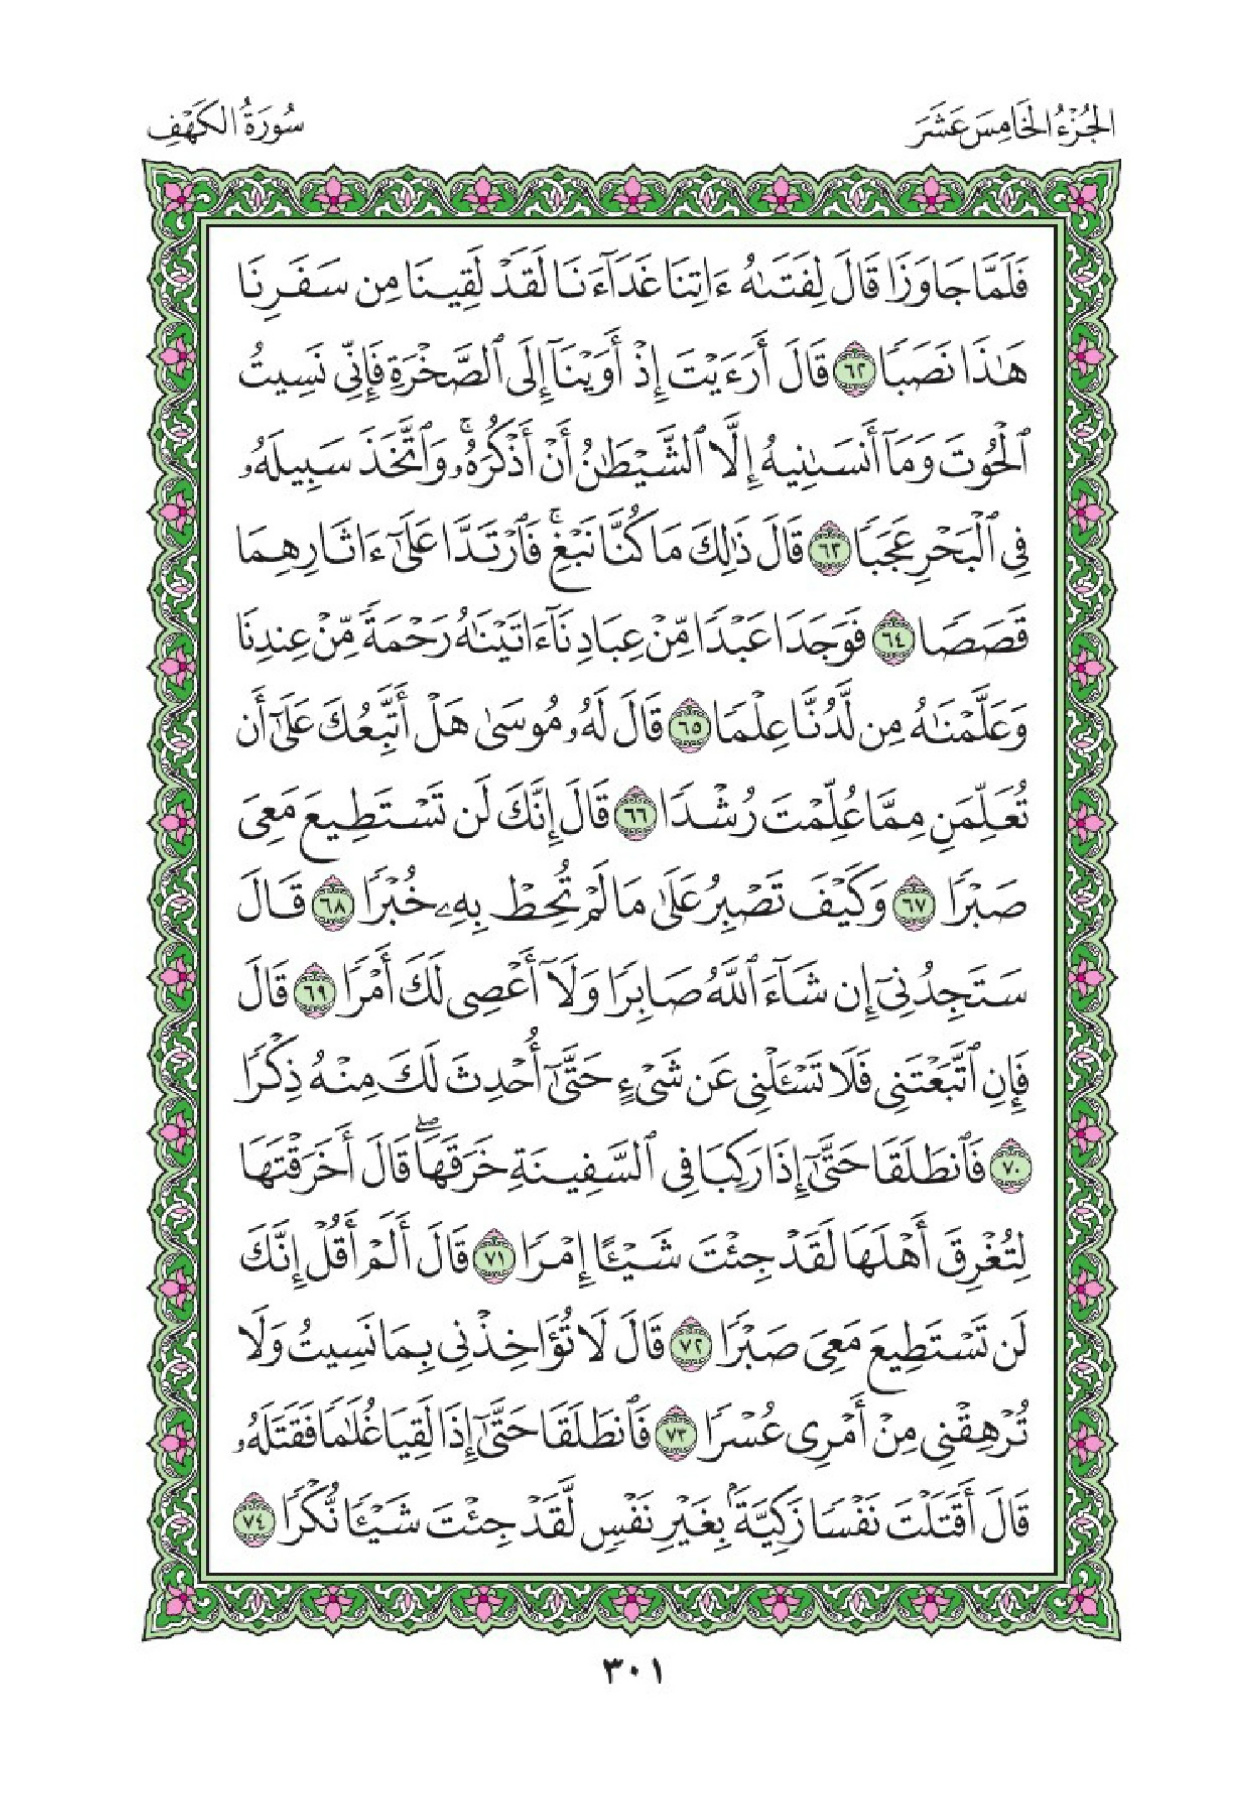 الجُزْءُ الخَامِسَ عَشَرَ
سُورَةُ الكَهْفِ
فَلَمَّا جَاوَزَا قَالَ لِفَتَىٰهُ ءَاتِنَا غَدَآءَنَا لَقَدْ لَقِينَا مِن سَفَرِنَا
هَٰذَا نَصَبًا ٦٢ قَالَ أَرَءَيْتَ إِذْ أَوَيْنَآ إِلَى ٱلصَّخْرَةِ فَإِنِّى نَسِيتُ
ٱلْحُوتَ وَمَآ أَنسَىٰنِيهُ إِلَّا ٱلشَّيْطَٰنُ أَنْ أَذْكُرَهُۥ ۚ وَٱتَّخَذَ سَبِيلَهُۥ
فِى ٱلْبَحْرِ عَجَبًا ٦٣ قَالَ ذَٰلِكَ مَا كُنَّا نَبْغِ ۚ فَٱرْتَدَّا عَلَىٰٓ ءَاثَارِهِمَا
قَصَصًا ٦٤ فَوَجَدَا عَبْدًا مِّنْ عِبَادِنَآ ءَاتَيْنَٰهُ رَحْمَةً مِّنْ عِندِنَا
وَعَلَّمْنَٰهُ مِن لَّدُنَّا عِلْمًا ٦٥ قَالَ لَهُۥ مُوسَىٰ هَلْ أَتَّبِعُكَ عَلَىٰٓ أَن
تُعَلِّمَنِ مِمَّا عُلِّمْتَ رُشْدًا ٦٦ قَالَ إِنَّكَ لَن تَسْتَطِيعَ مَعِىَ
صَبْرًا ٦٧ وَكَيْفَ تَصْبِرُ عَلَىٰ مَا لَمْ تُحِطْ بِهِۦ خُبْرًا ٦٨ قَالَ
سَتَجِدُنِىٓ إِن شَآءَ ٱللَّهُ صَابِرًا وَلَآ أَعْصِى لَكَ أَمْرًا ٦٩ قَالَ
فَإِنِ ٱتَّبَعْتَنِى فَلَا تَسْـَٔلْنِى عَن شَىْءٍ حَتَّىٰٓ أُحْدِثَ لَكَ مِنْهُ ذِكْرًا
٧٠ فَٱنطَلَقَا حَتَّىٰٓ إِذَا رَكِبَا فِى ٱلسَّفِينَةِ خَرَقَهَا ۖ قَالَ أَخَرَقْتَهَا
لِتُغْرِقَ أَهْلَهَا لَقَدْ جِئْتَ شَيْـًٔا إِمْرًا ٧١ قَالَ أَلَمْ أَقُلْ إِنَّكَ
لَن تَسْتَطِيعَ مَعِىَ صَبْرًا ٧٢ قَالَ لَا تُؤَاخِذْنِى بِمَا نَسِيتُ وَلَا
تُرْهِقْنِى مِنْ أَمْرِى عُسْرًا ٧٣ فَٱنطَلَقَا حَتَّىٰٓ إِذَا لَقِيَا غُلَٰمًا فَقَتَلَهُۥ
قَالَ أَقَتَلْتَ نَفْسًا زَكِيَّةًۢ بِغَيْرِ نَفْسٍ لَّقَدْ جِئْتَ شَيْـًٔا نُّكْرًا ٧٤
٣٠١